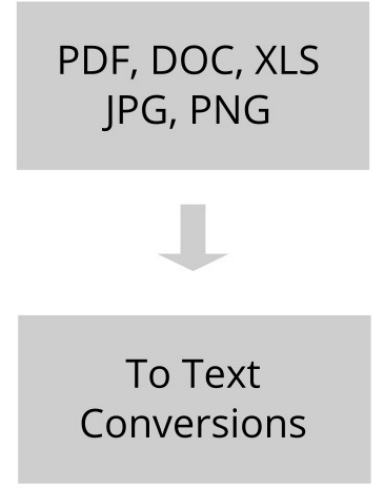 PDF, DOC, XLS
JPG, PNG
To Text
Conversions